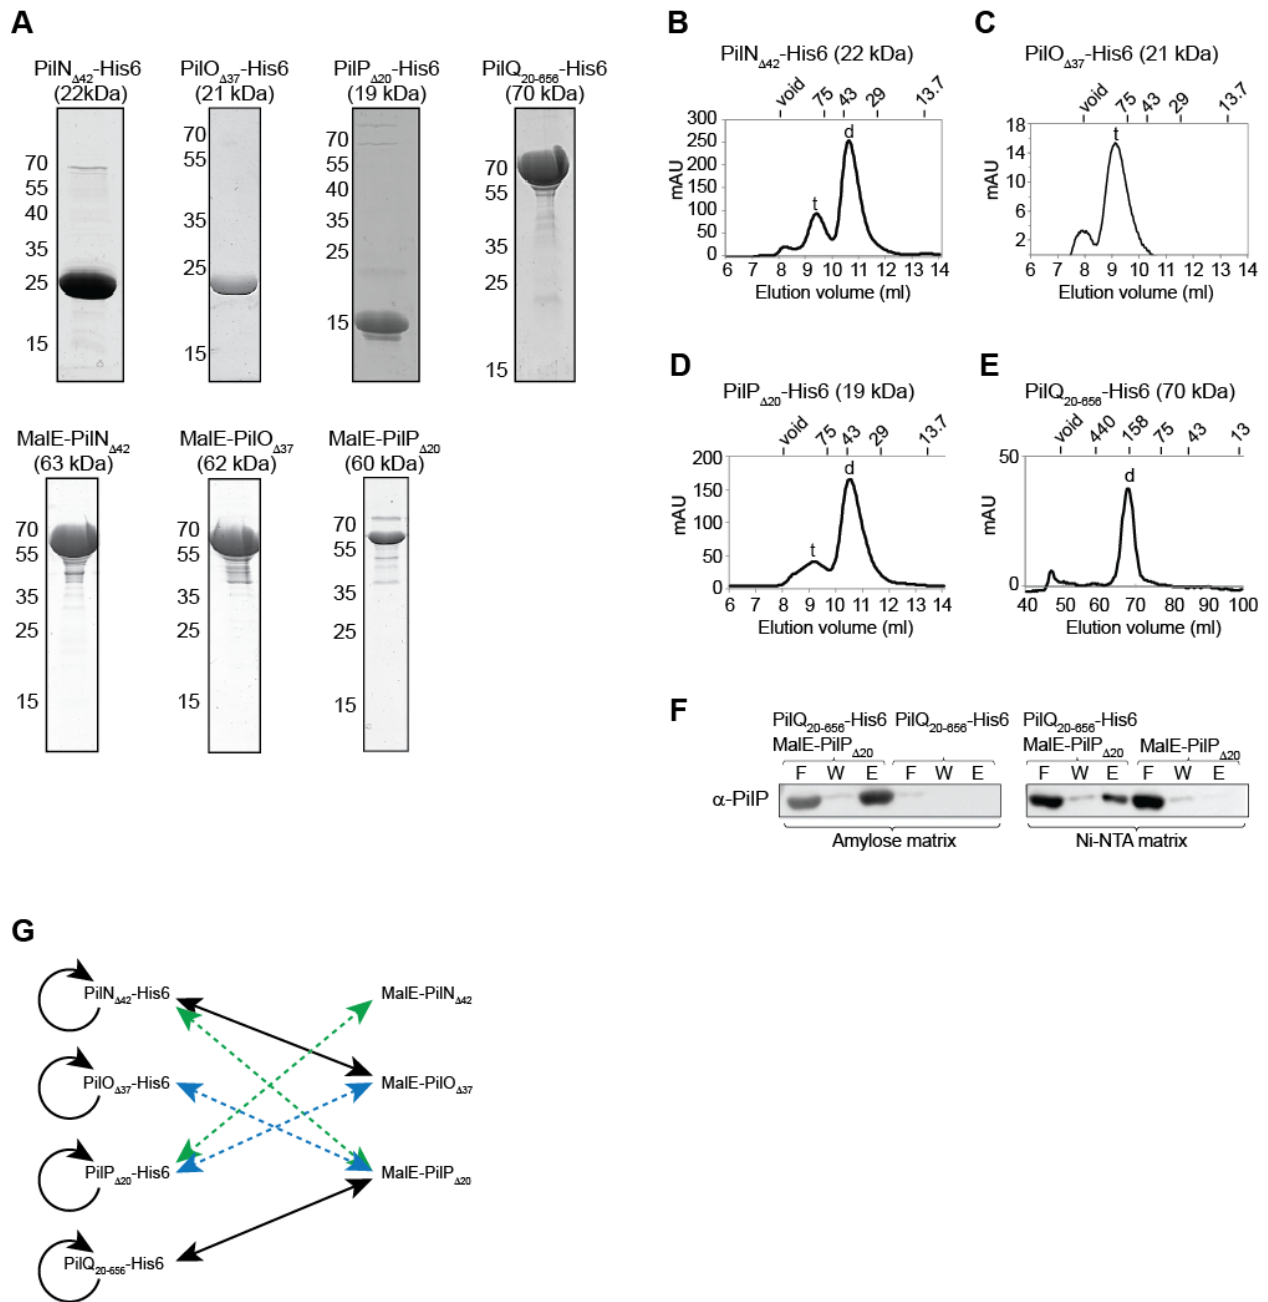 A
PilNΔ42-His6
(22kDa)
70
55
40
35
25
15
PilOΔ37-His6
(21 kDa)
70
55
35
25
15
PilPΔ20-His6
(19 kDa)
70
55
40
35
25
15
PilQ20-656-His6
(70 kDa)
70
55
35
25
15
MalE-PilNΔ42
(63 kDa)
70
55
35
25
15
MalE-PilOΔ37
(62 kDa)
70
55
35
25
15
MalE-PilPΔ20
(60 kDa)
70
55
35
25
15
B
PilNΔ42-His6 (22 kDa)
void 75 43 29 13.7
300
250
200
150
100
50
0
mAU
t
d
6 7 8 9 10 11 12 13 14
Elution volume (ml)
C
PilOΔ37-His6 (21 kDa)
void 75 43 29 13.7
18
14
10
6
2
mAU
t
6 7 8 9 10 11 12 13 14
Elution volume (ml)
D
PilPΔ20-His6 (19 kDa)
void 75 43 29 13.7
200
150
100
50
0
mAU
t
d
6 7 8 9 10 11 12 13 14
Elution volume (ml)
E
PilQ20-656-His6 (70 kDa)
void 440 158 75 43 13
50
0
mAU
d
40 50 60 70 80 90 100
Elution volume (ml)
F
PilQ20-656-His6 PilQ20-656-His6 PilQ20-656-His6
MalE-PilPΔ20 MalE-PilPΔ20 MalE-PilPΔ20
F W E F W E F W E F W E
α-PilP
Amylose matrix Ni-NTA matrix
G
PilNΔ42-His6 MalE-PilNΔ42
PilOΔ37-His6 MalE-PilOΔ37
PilPΔ20-His6 MalE-PilPΔ20
PilQ20-656-His6